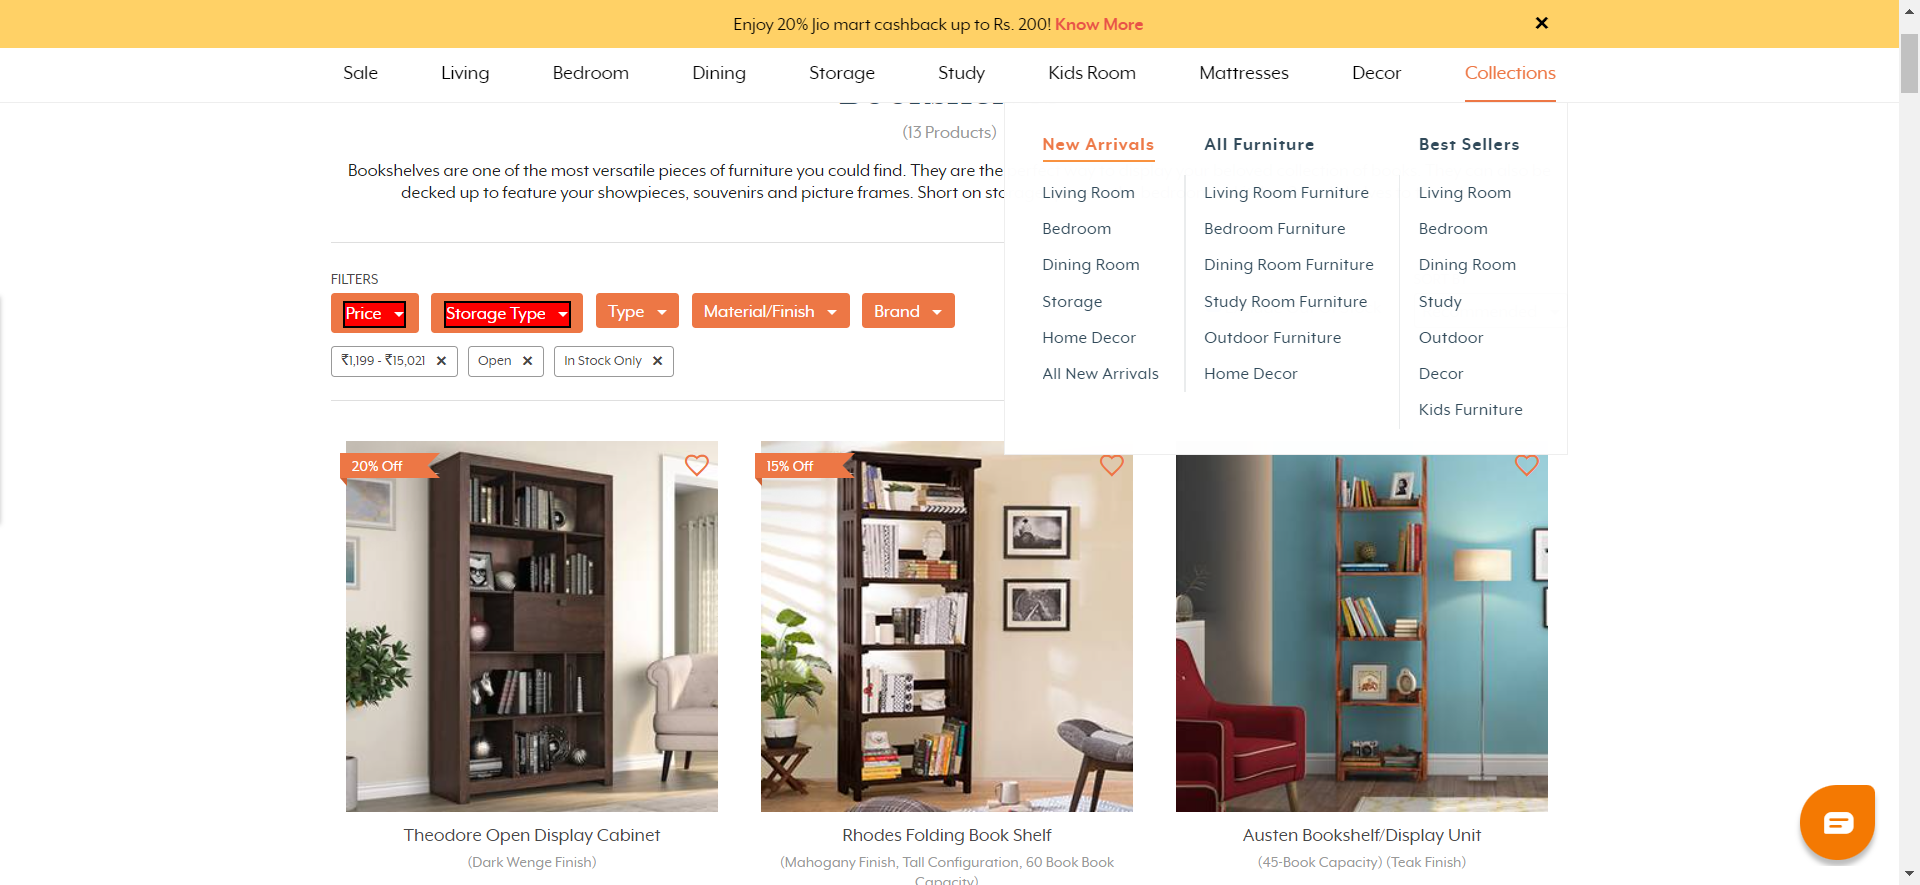 Enjoy 20% Jio mart cashback up to Rs. 200! Know More
Sale Living Bedroom Dining Storage Study Kids Room Mattresses Decor Collections
(13 Products)
Bookshelves are one of the most versatile pieces of furniture you could find. They are the
decked up to feature your showpieces, souvenirs and picture frames. Short on
New Arrivals
Living Room
Bedroom
Dining Room
Storage
Home Decor
All New Arrivals
All Furniture
Living Room Furniture
Bedroom Furniture
Dining Room Furniture
Study Room Furniture
Outdoor Furniture
Home Decor
Best Sellers
Living Room
Bedroom
Dining Room
Study
Outdoor
Decor
Kids Furniture
FILTERS
Price Storage Type Type Material/Finish Brand
₹1,199 - ₹15,021 Open In Stock Only
20% Off
15% Off
Theodore Open Display Cabinet
(Dark Wenge Finish)
Rhodes Folding Book Shelf
(Mahogany Finish, Tall Configuration, 60 Book Book
Capacity)
Austen Bookshelf/Display Unit
(45-Book Capacity) (Teak Finish)